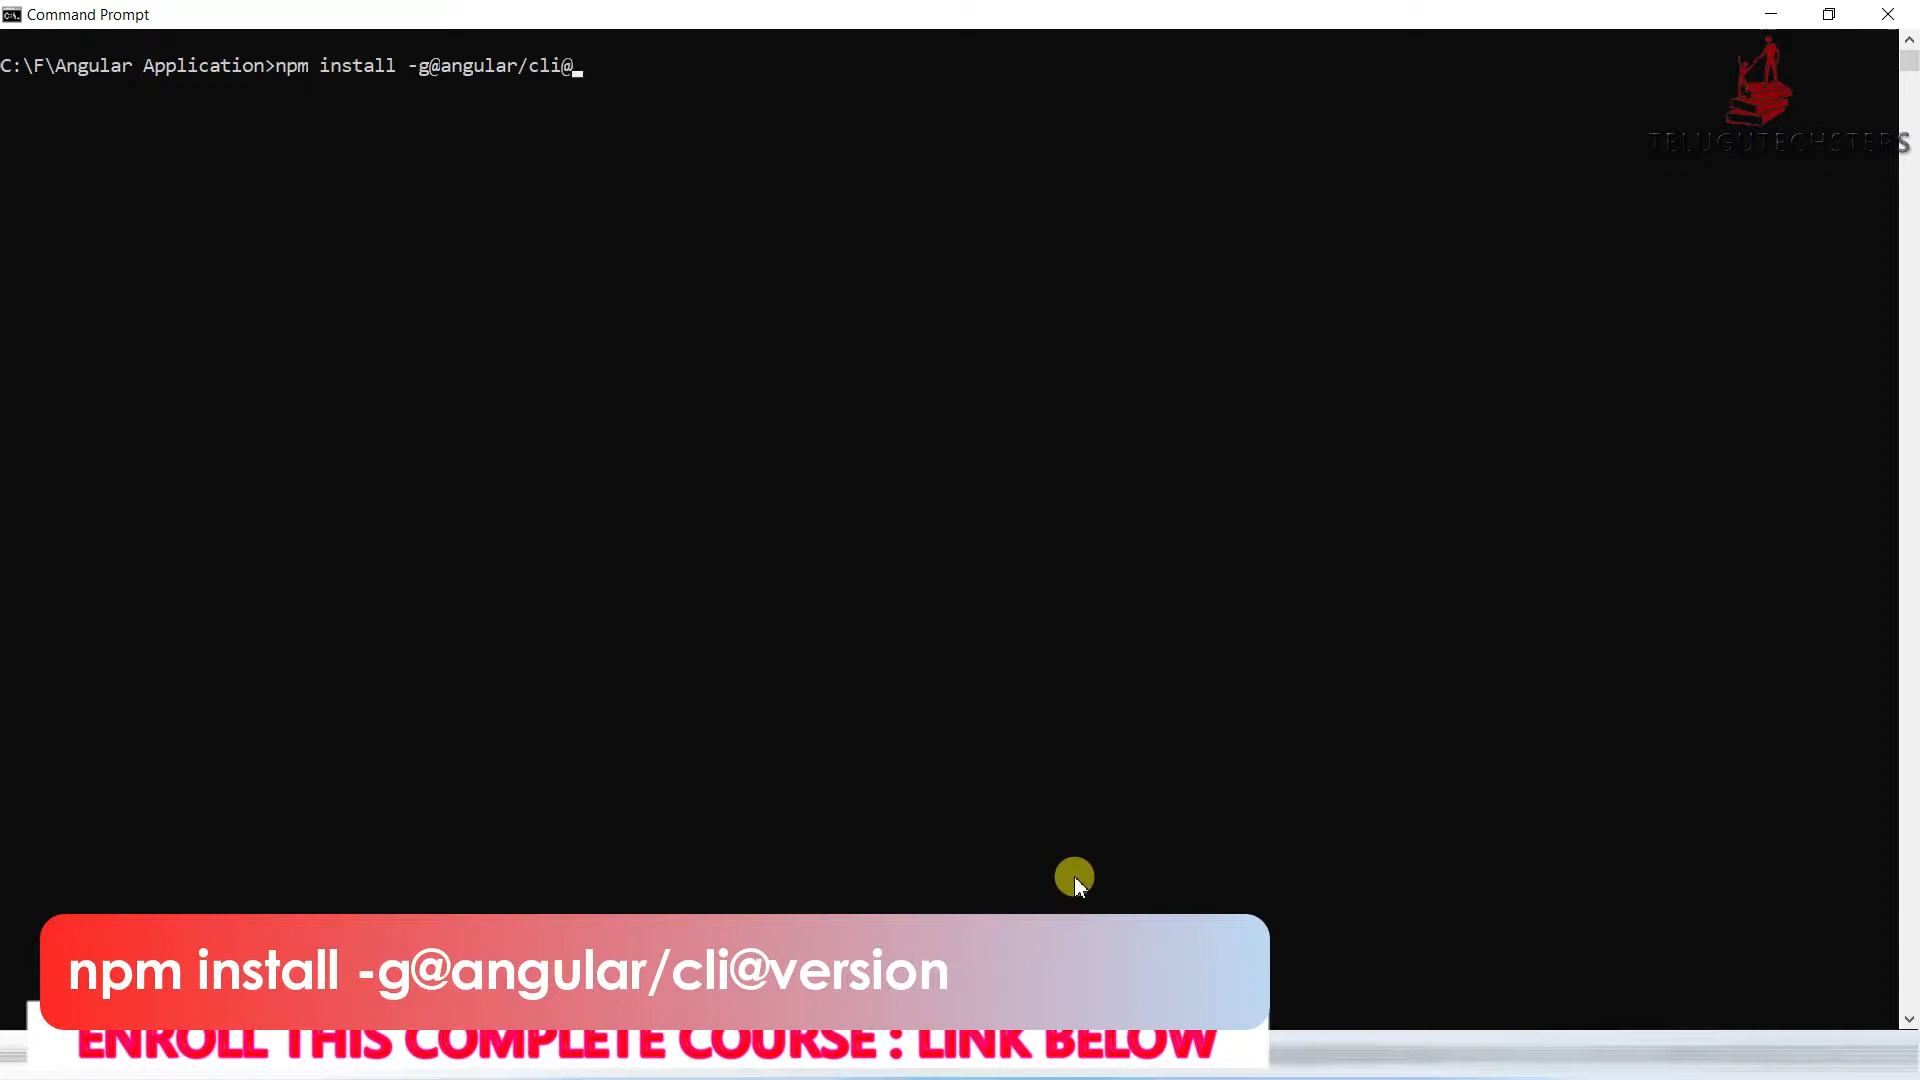 Command Prompt
C:\F\Angular Application>npm install -g@angular/cli@
TELUGUTECHSTEPS
npm install -g@angular/cli@version
ENROLL THIS COMPLETE COURSE : LINK BELOW